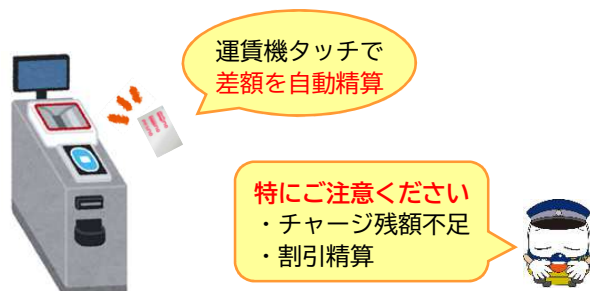 運賃機タッチで
差額を自動精算
特にご注意ください
・チャージ残額不足
・割引精算